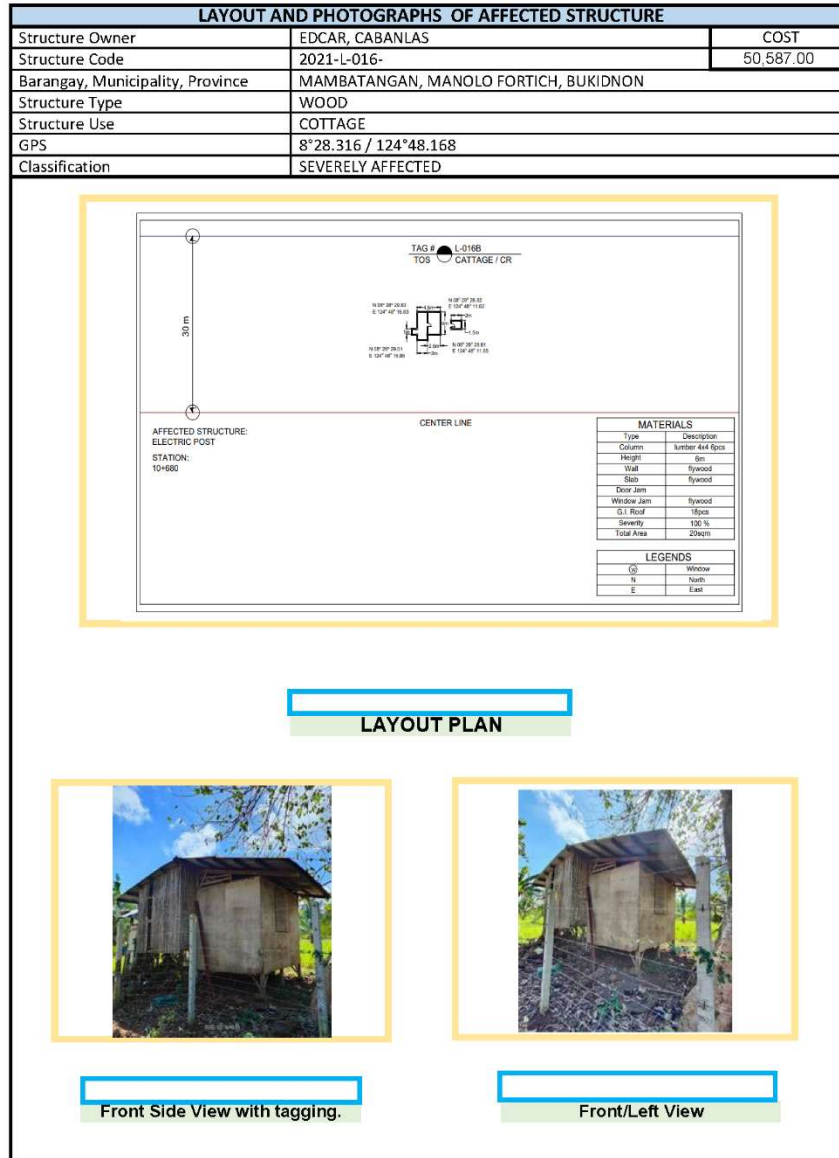 LAYOUT AND PHOTOGRAPHS OF AFFECTED STRUCTURE
Structure Owner EDCAR, CABANLAS COST
Structure Code 2021-L-016- 50,587.00
Barangay, Municipality, Province MAMBATANGAN, MANOLO FORTICH, BUKIDNON
Structure Type WOOD
Structure Use COTTAGE
GPS 8°28.316 / 124°48.168
Classification SEVERELY AFFECTED
TAG # L-016B
TOS CATTAGE / CR
30 m
CENTER LINE
AFFECTED STRUCTURE:
ELECTRIC POST
STATION:
10+680
MATERIALS
Type Description
Column lumber 4x4 6pcs
Height 6m
Wall flywood
Slab flywood
Door Jam
Window Jam flywood
G.I. Roof 18pcs
Severity 100 %
Total Area 20sqm
LEGENDS
W Window
N North
E East
LAYOUT PLAN
Front Side View with tagging.
Front/Left View